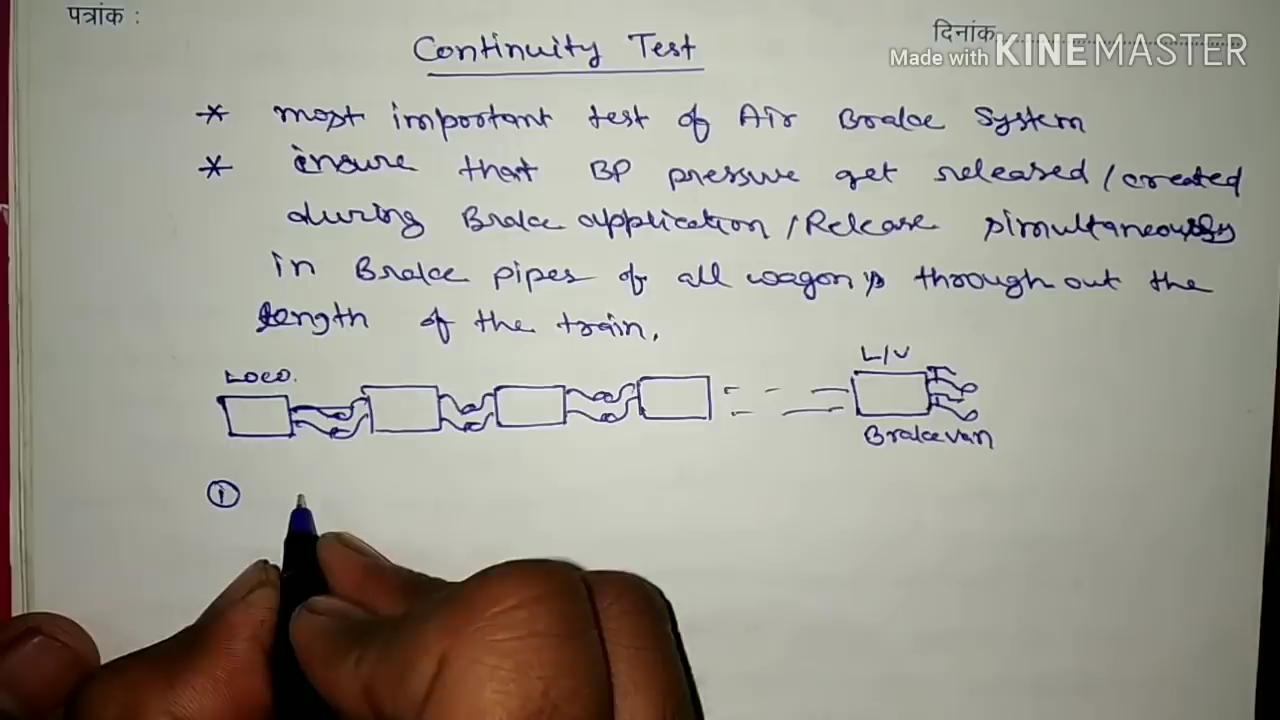 पत्रांक :
दिनांक
Made with KINEMASTER
Continuity Test
* most important test of Air Brake System
* ensure that BP pressure get released / created
during Brake application / Release simultaneously
in Brake pipes of all wagons through out the
length of the train.
Loco.
L/V
Brakevan
①